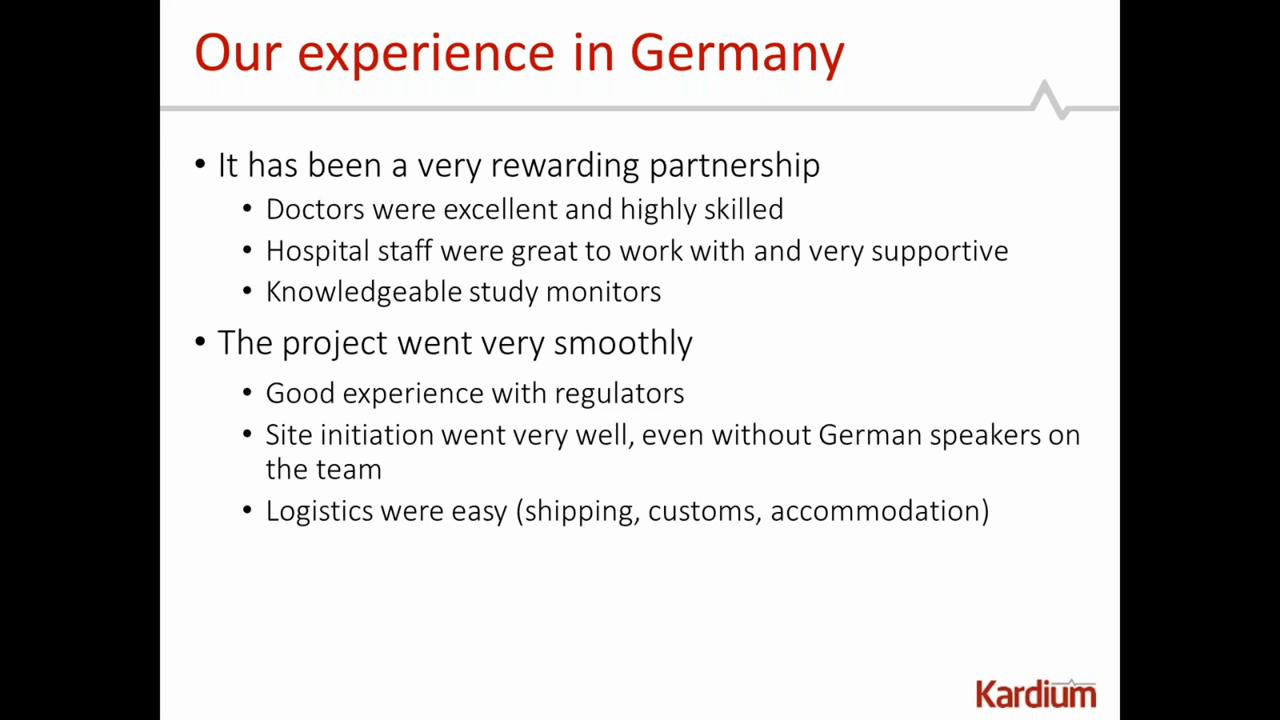 Our experience in Germany
• It has been a very rewarding partnership
• Doctors were excellent and highly skilled
• Hospital staff were great to work with and very supportive
• Knowledgeable study monitors
• The project went very smoothly
• Good experience with regulators
• Site initiation went very well, even without German speakers on
the team
• Logistics were easy (shipping, customs, accommodation)
Kardium